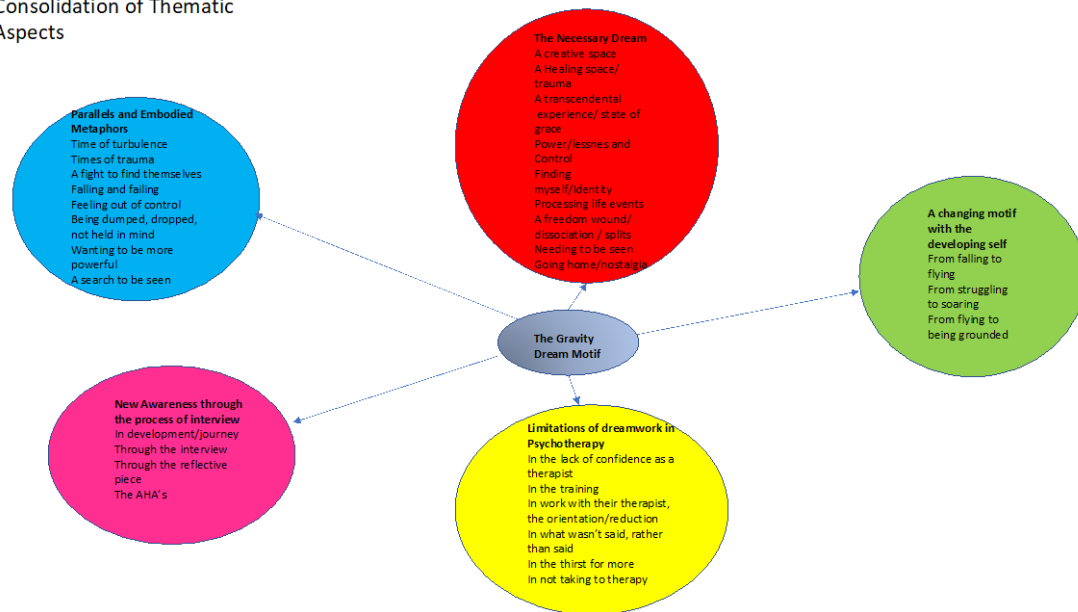 Consolidation of Thematic
Aspects
The Necessary Dream
A creative space
A Healing space/
trauma
A transcendental
experience/ state of
grace
Power/lessnes and
Control
Finding
myself/Identity
Processing life events
A freedom wound/
dissociation / splits
Needing to be seen
Going home/nostalgia
Parallels and Embodied
Metaphors
Time of turbulence
Times of trauma
A fight to find themselves
Falling and failing
Feeling out of control
Being dumped, dropped,
not held in mind
Wanting to be more
powerful
A search to be seen
A changing motif
with the
developing self
From falling to
flying
From struggling
to soaring
From flying to
being grounded
The Gravity
Dream Motif
New Awareness through
the process of interview
In development/journey
Through the interview
Through the reflective
piece
The AHA's
Limitations of dreamwork in
Psychotherapy
In the lack of confidence as a
therapist
In the training
In work with their therapist,
the orientation/reduction
In what wasn't said, rather
than said
In the thirst for more
In not taking to therapy